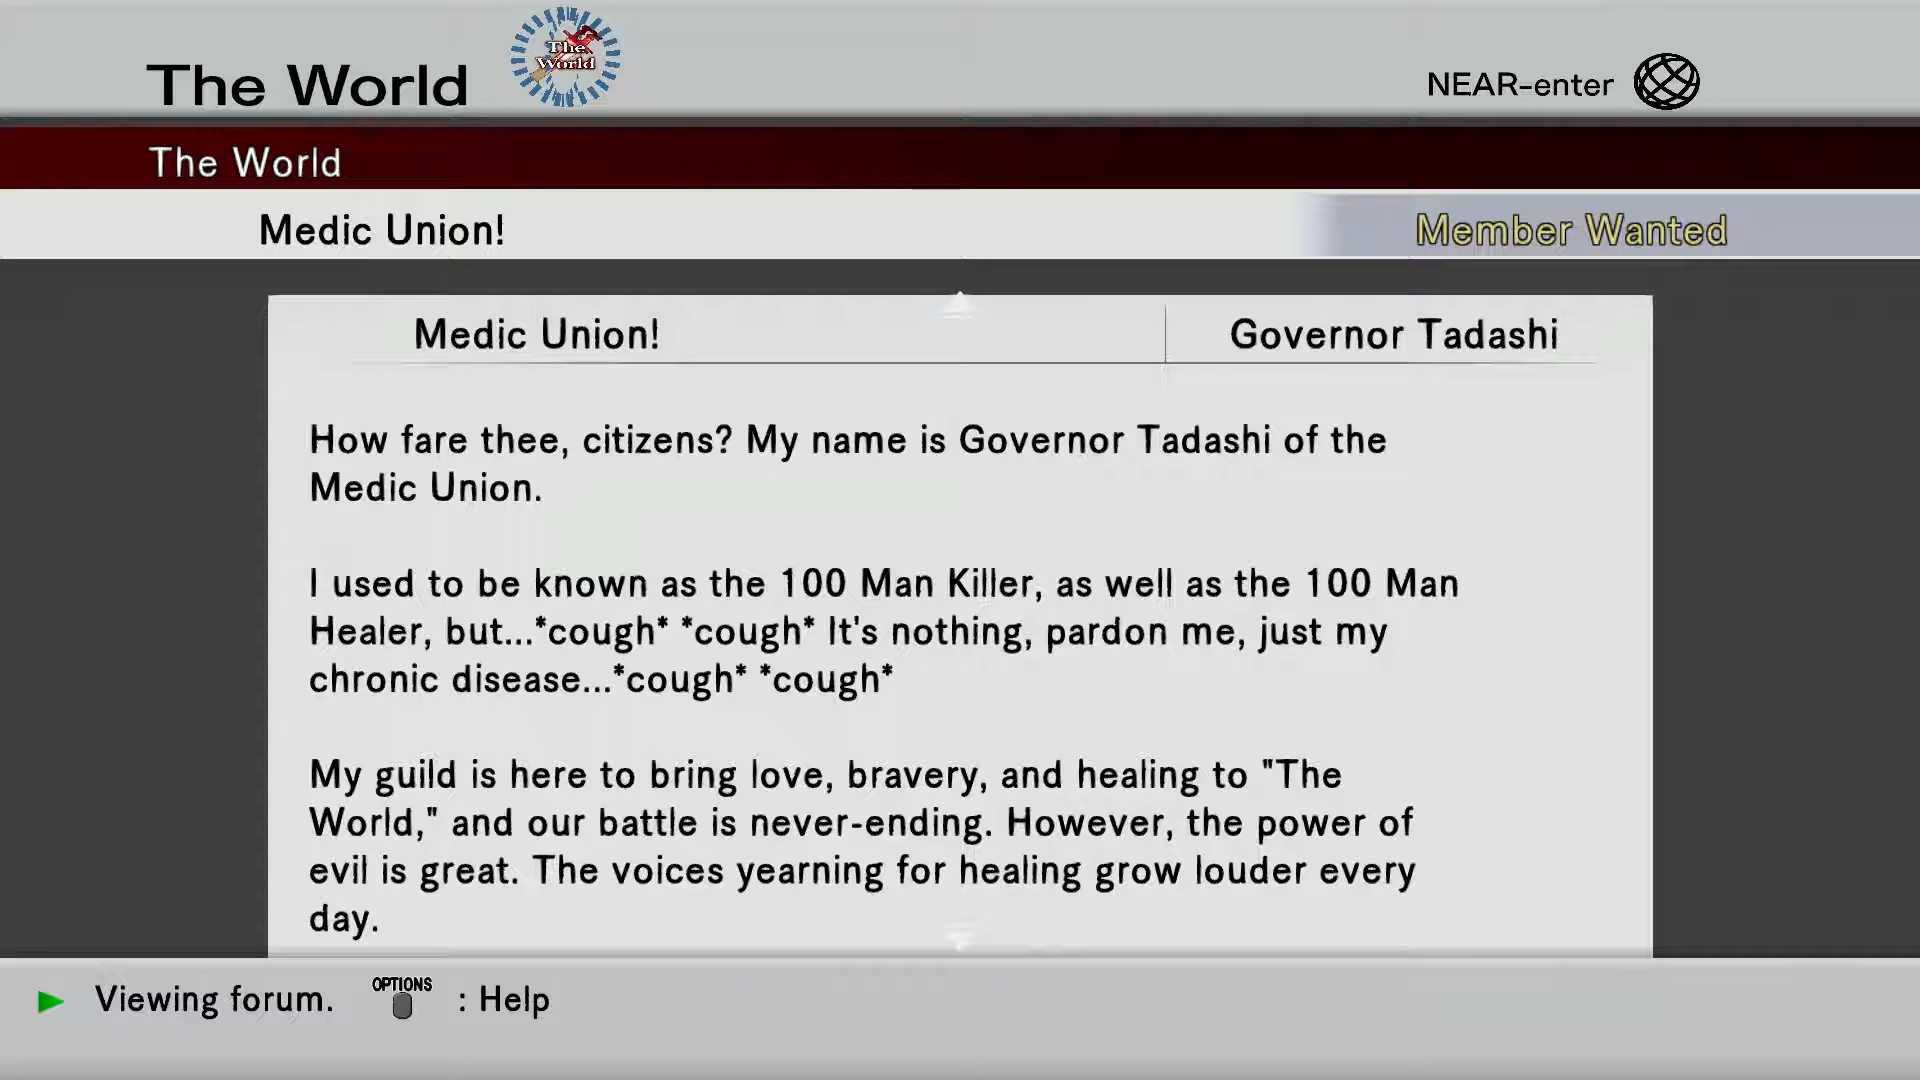 The World
The
World
NEAR-enter
The World
Medic Union!
Member Wanted
Medic Union!
Governor Tadashi
How fare thee, citizens? My name is Governor Tadashi of the
Medic Union.
I used to be known as the 100 Man Killer, as well as the 100 Man
Healer, but...*cough* *cough* It's nothing, pardon me, just my
chronic disease...*cough* *cough*
My guild is here to bring love, bravery, and healing to "The
World," and our battle is never-ending. However, the power of
evil is great. The voices yearning for healing grow louder every
day.
Viewing forum.
OPTIONS
: Help